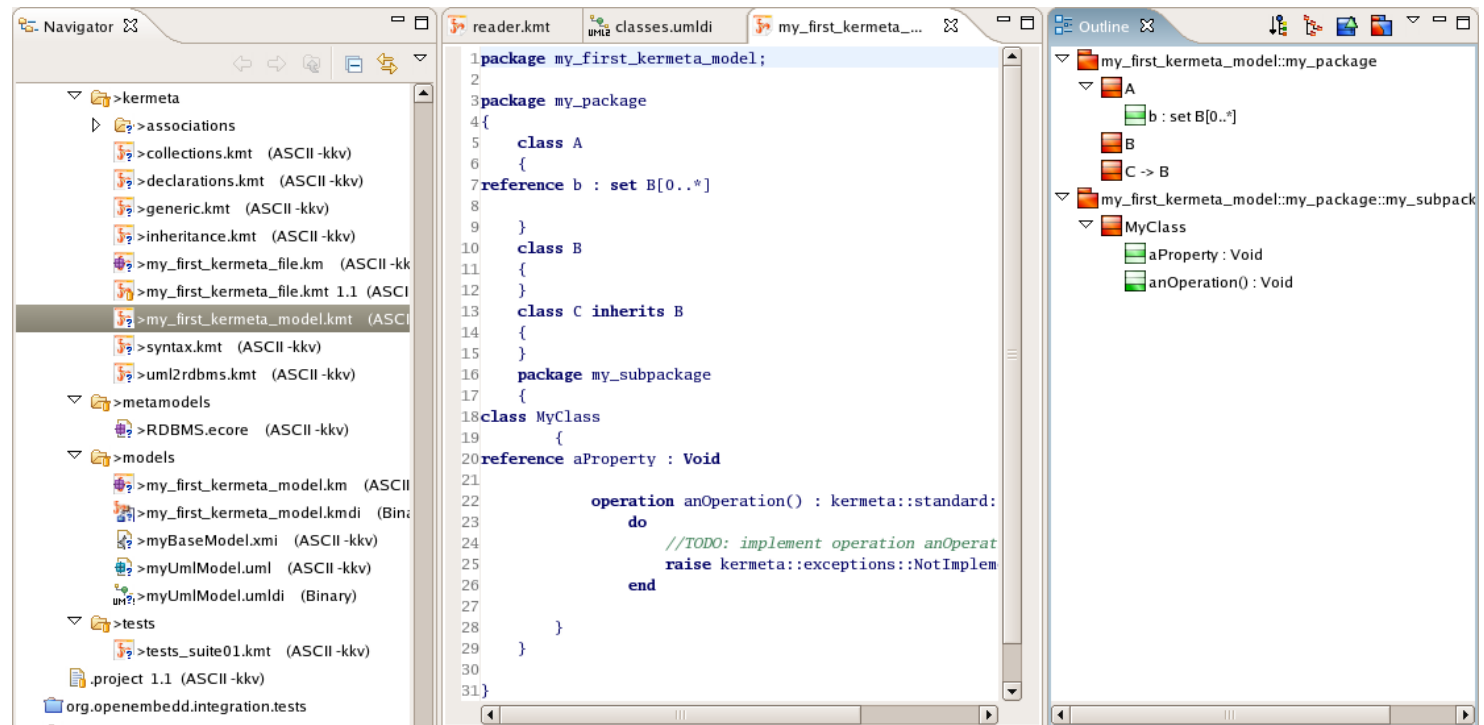 Navigator
>kermeta
>associations
>collections.kmt (ASCII -kkv)
>declarations.kmt (ASCII -kkv)
>generic.kmt (ASCII -kkv)
>inheritance.kmt (ASCII -kkv)
>my_first_kermeta_file.km (ASCII -kk
>my_first_kermeta_file.kmt 1.1 (ASCI
>my_first_kermeta_model.kmt (ASCI
>syntax.kmt (ASCII -kkv)
>uml2rdbms.kmt (ASCII -kkv)
>metamodels
>RDBMS.ecore (ASCII -kkv)
>models
>my_first_kermeta_model.km (ASCII
>my_first_kermeta_model.kmdi (Bina
>myBaseModel.xmi (ASCII -kkv)
>myUmlModel.uml (ASCII -kkv)
>myUmlModel.umldi (Binary)
>tests
>tests_suite01.kmt (ASCII -kkv)
.project 1.1 (ASCII -kkv)
org.openembedd.integration.tests
reader.kmt classes.umldi my_first_kermeta_...
1 package my_first_kermeta_model;
2
3 package my_package
4 {
5 class A
6 {
7 reference b : set B[0..*]
8
9 }
10 class B
11 {
12 }
13 class C inherits B
14 {
15 }
16 package my_subpackage
17 {
18 class MyClass
19 {
20 reference aProperty : Void
21
22 operation anOperation() : kermeta::standard:
23 do
24 //TODO: implement operation anOperat
25 raise kermeta::exceptions::NotImplem
26 end
27
28 }
29 }
30
31 }
Outline
my_first_kermeta_model::my_package
A
b : set B[0..*]
B
C -> B
my_first_kermeta_model::my_package::my_subpack
MyClass
aProperty : Void
anOperation() : Void